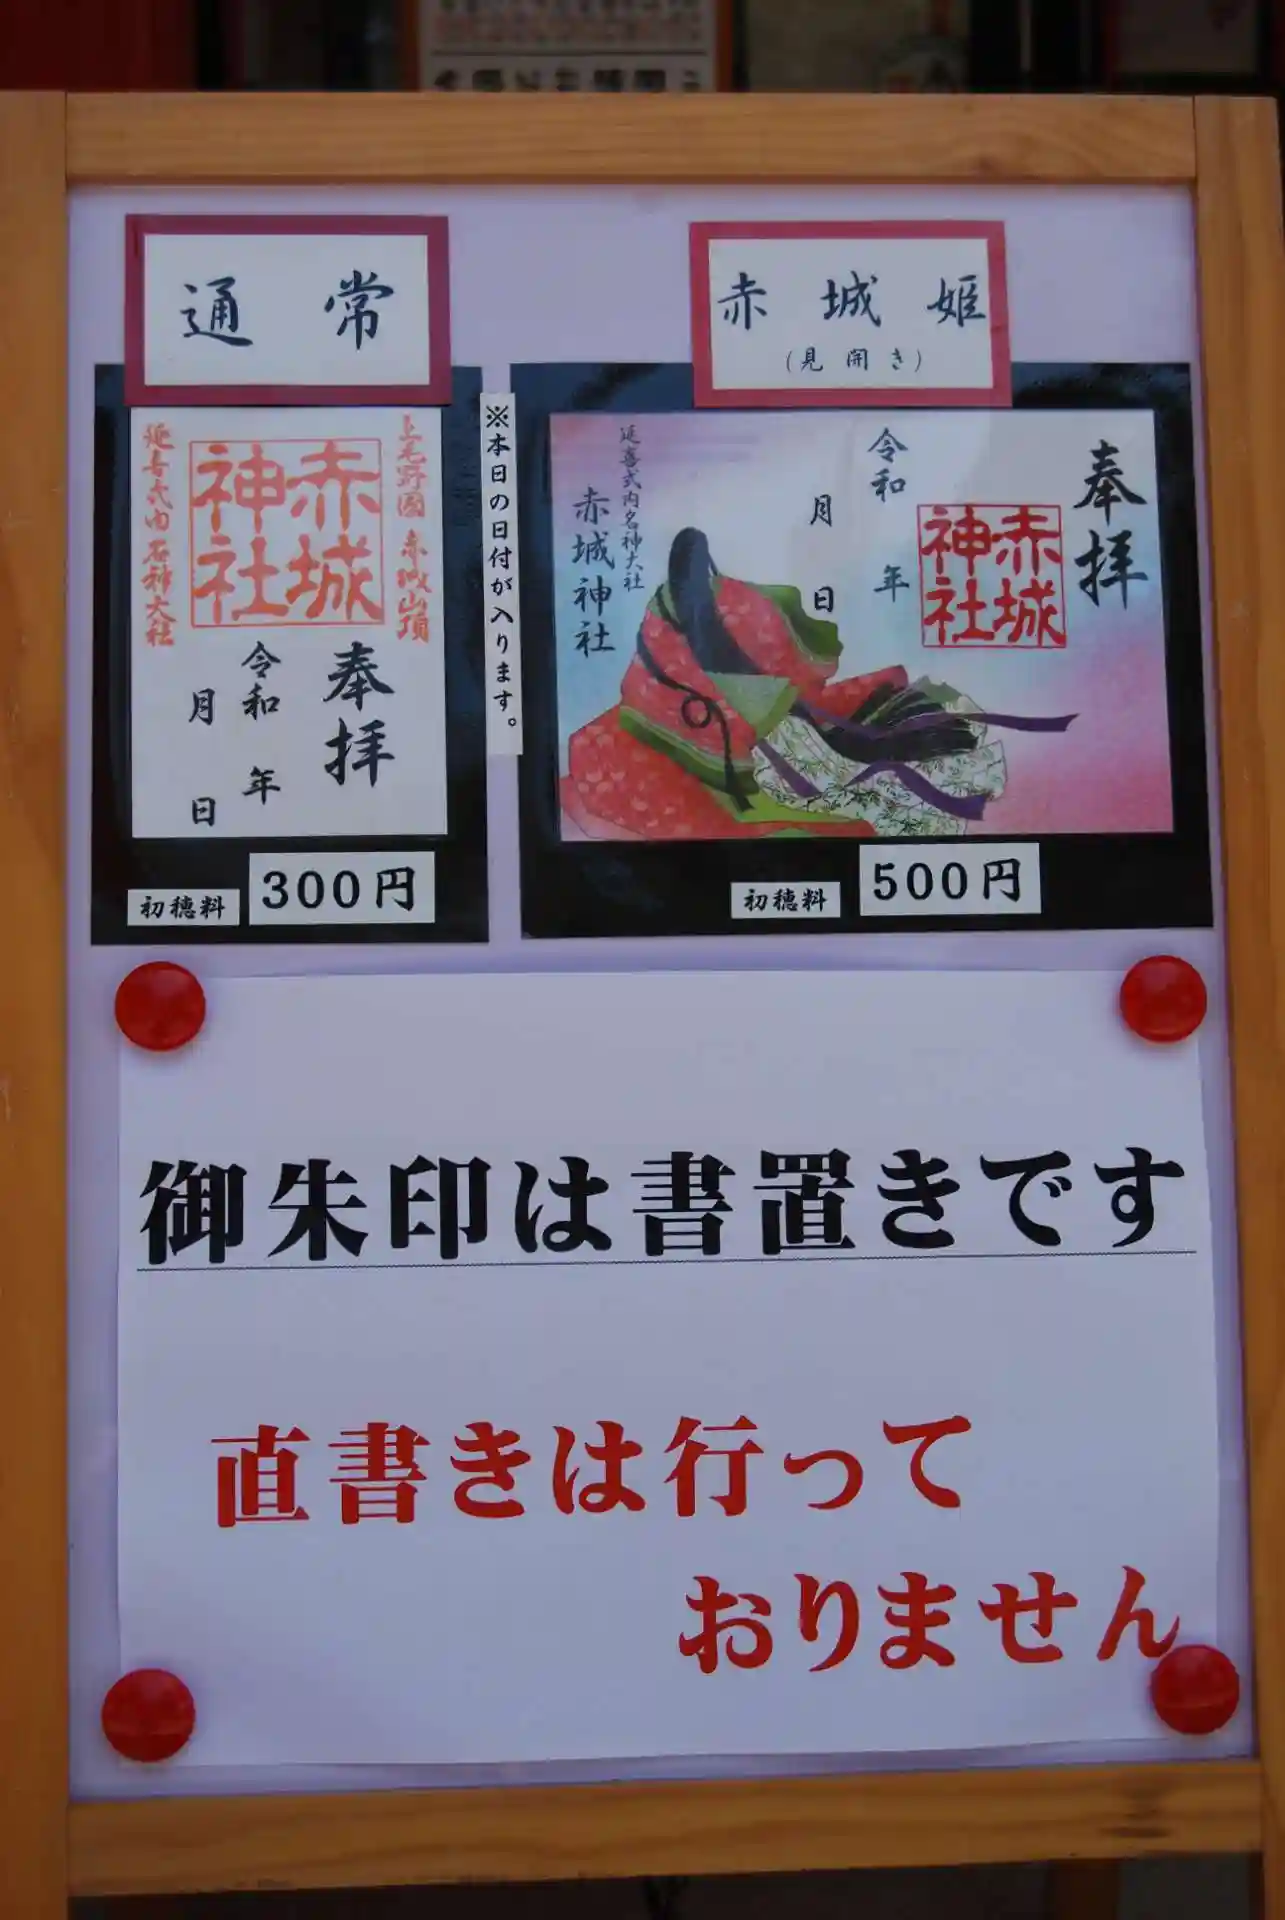 通常
上毛野國 赤城山頂
赤城
神社
延喜式内名神大社
奉拝
令和 年
月 日
初穂料
300円
※本日の日付が入ります。
赤城姫
(見開き)
奉拝
赤城
神社
令和 年
月 日
延喜式内名神大社
赤城神社
初穂料
500円
御朱印は書置きです
直書きは行って
おりません